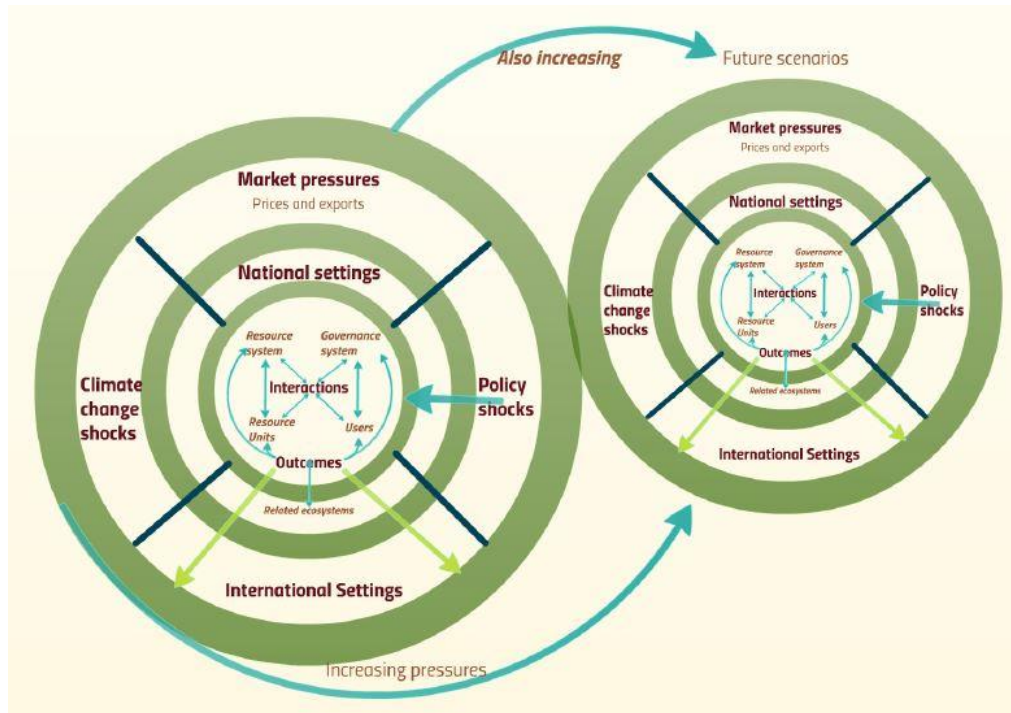 Also increasing
Future scenarios
Market pressures
Prices and exports
National settings
Resource
system
Governance
system
Interactions
Resource
Units
Users
Outcomes
Related ecosystems
Climate
change
shocks
Policy
shocks
International Settings
Increasing pressures
Market pressures
Prices and exports
National settings
Resource
system
Governance
system
Interactions
Resource
Units
Users
Outcomes
Related ecosystems
Climate
change
shocks
Policy
shocks
International Settings